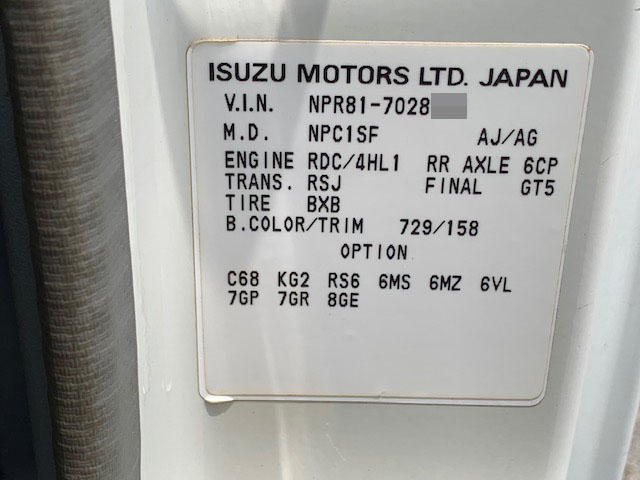 ISUZU MOTORS LTD. JAPAN
V.I.N. NPR81-7028
M.D. NPC1SF AJ/AG
ENGINE RDC/4HL1 RR AXLE 6CP
TRANS. RSJ FINAL GT5
TIRE BXB
B.COLOR/TRIM 729/158
OPTION
C68 KG2 RS6 6MS 6MZ 6VL
7GP 7GR 8GE